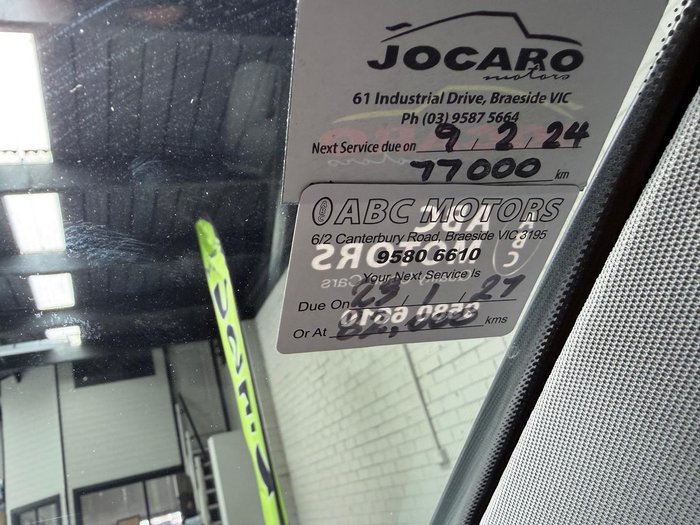 JOCARO
motors
61 Industrial Drive, Braeside VIC
Ph (03) 9587 5664
Next Service due on 9.2.24
77000 km
ABC MOTORS
6/2 Canterbury Road, Braeside VIC 3195
9580 6610
Your Next Service Is
Due On 23/1/27
Or At kms